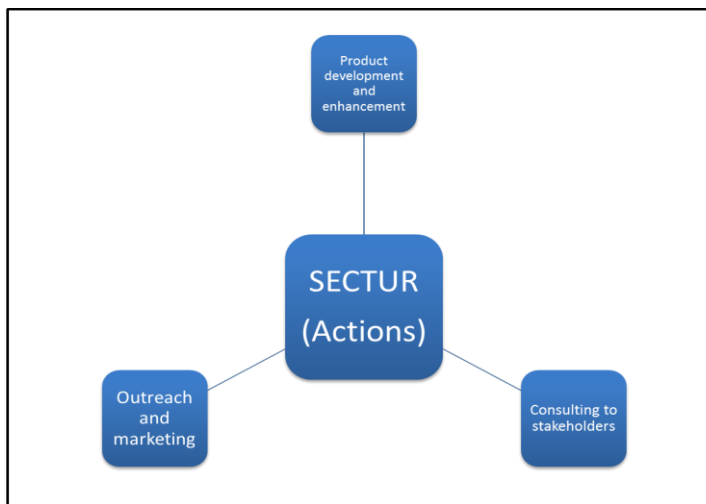 Product
development
and
enhancement
SECTUR
(Actions)
Outreach
and
marketing
Consulting to
stakeholders